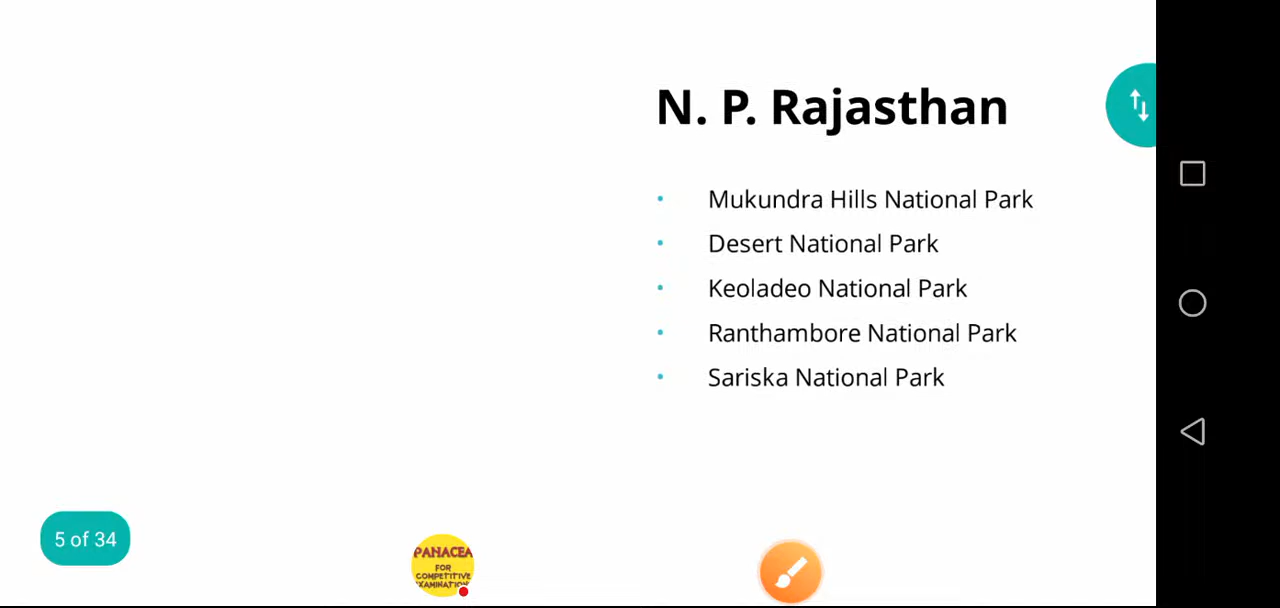 N. P. Rajasthan
Mukundra Hills National Park
Desert National Park
Keoladeo National Park
Ranthambore National Park
Sariska National Park
5 of 34
PANACEA
FOR
COMPETITIVE
EXAMINATION